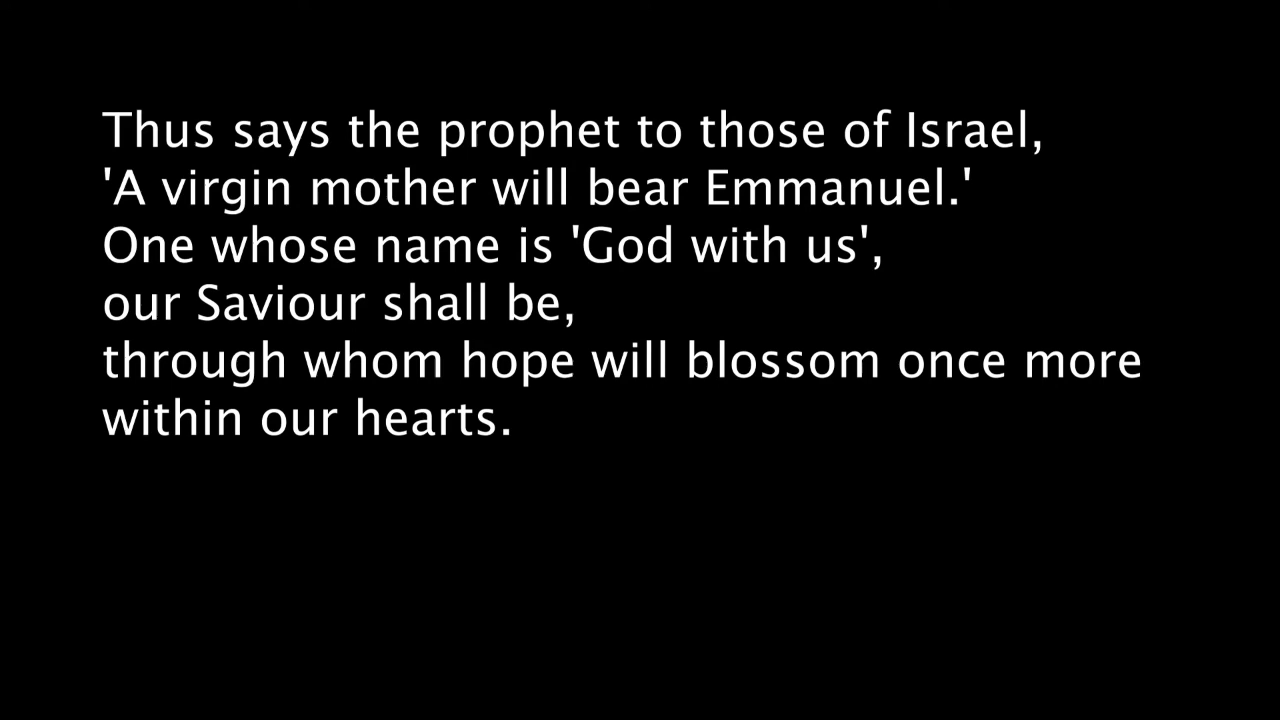 Thus says the prophet to those of Israel,
'A virgin mother will bear Emmanuel.'
One whose name is 'God with us',
our Saviour shall be,
through whom hope will blossom once more
within our hearts.